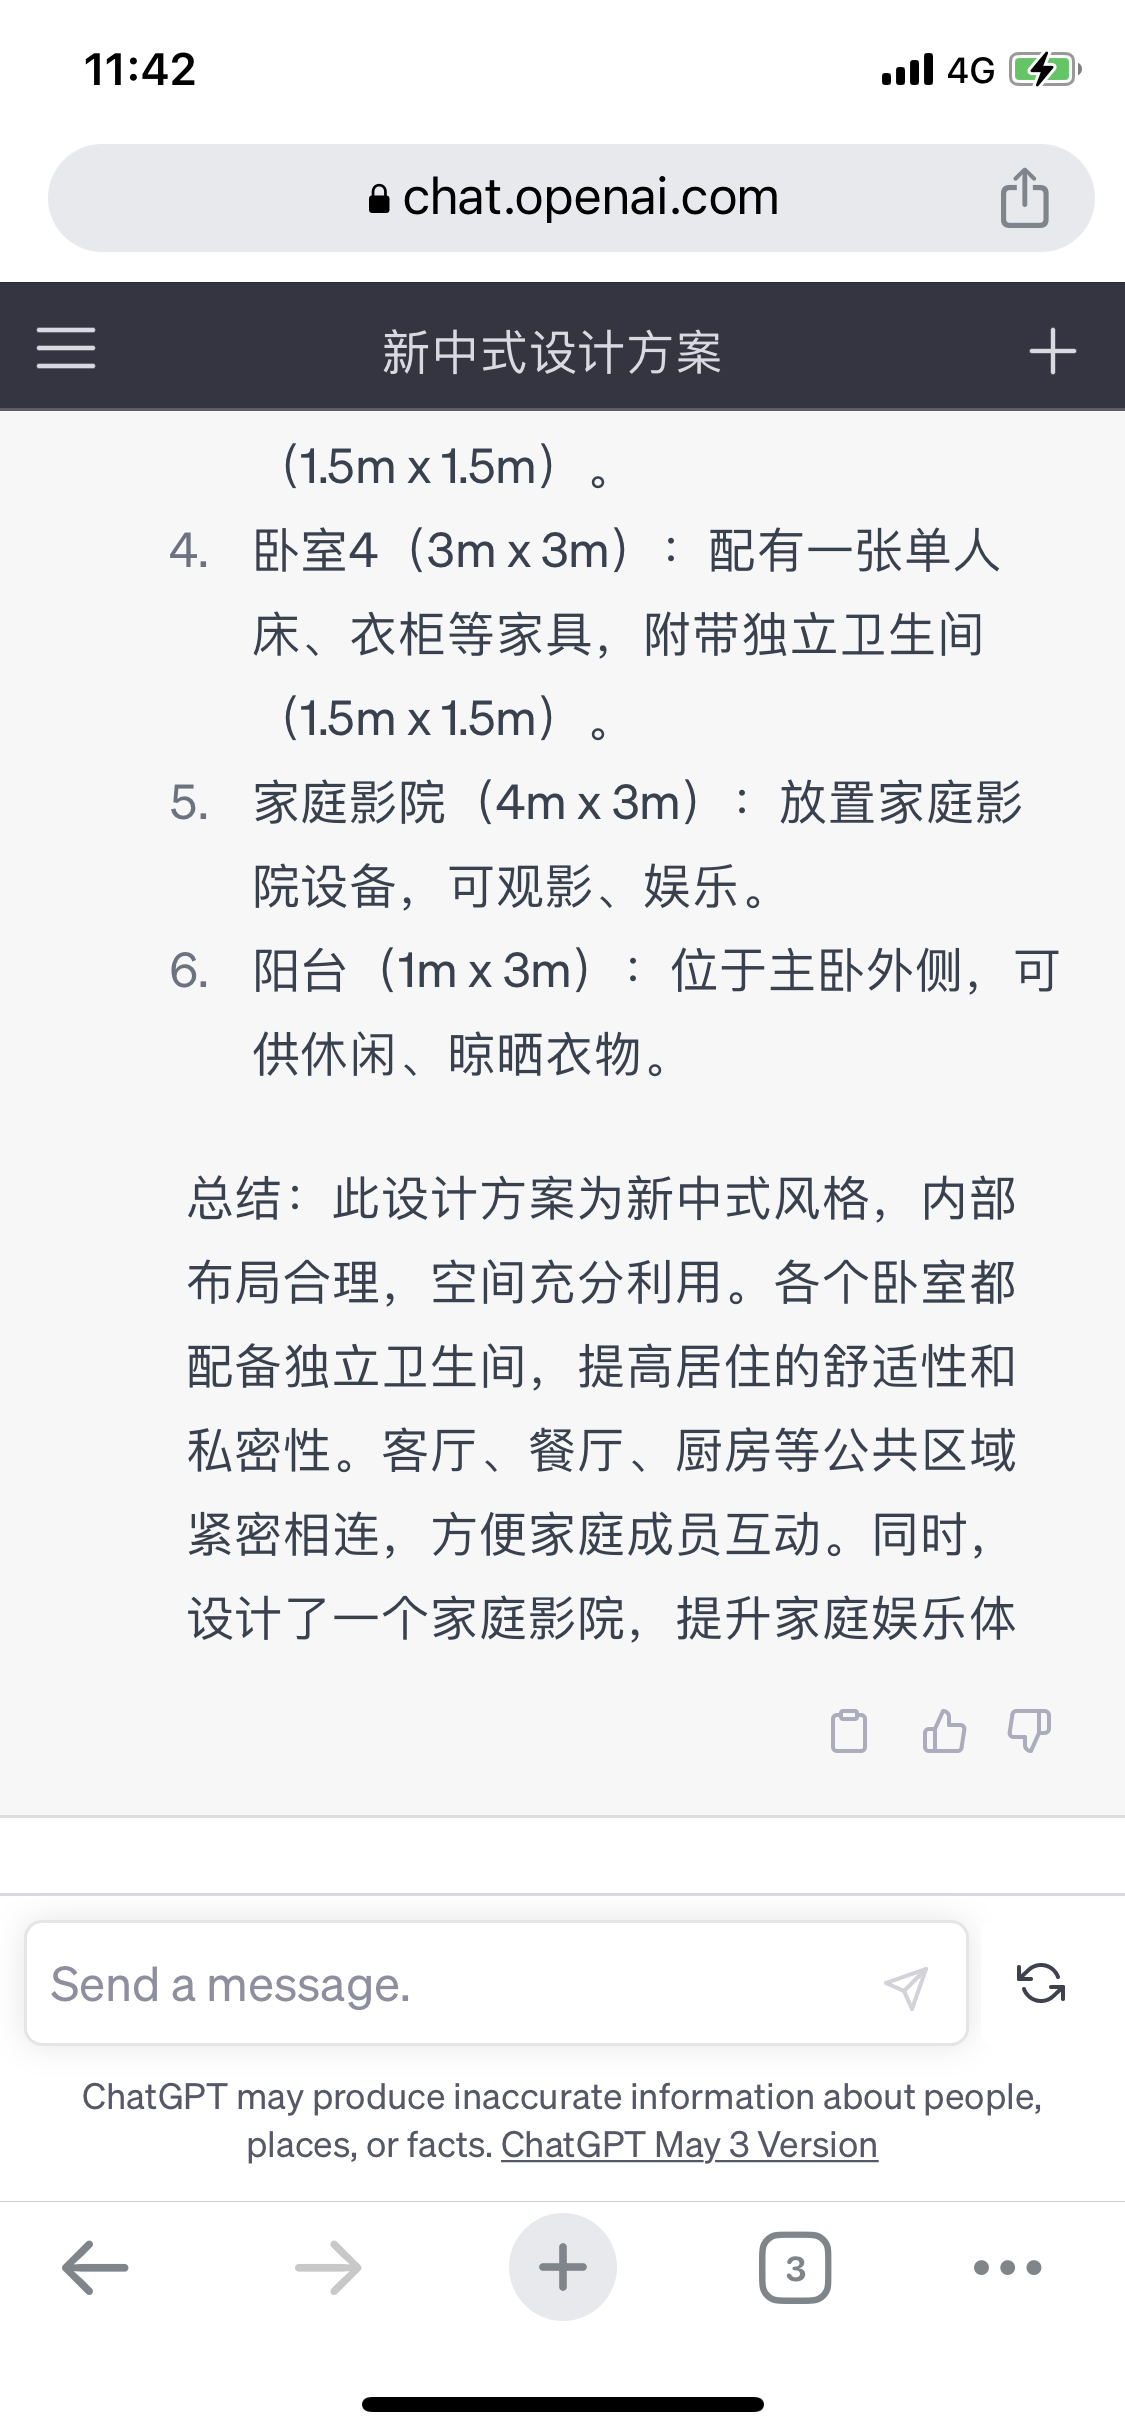 11:42
4G
chat.openai.com
新中式设计方案
（1.5m x 1.5m）。
4. 卧室4（3m x 3m）：配有一张单人
床、衣柜等家具，附带独立卫生间
（1.5m x 1.5m）。
5. 家庭影院（4m x 3m）：放置家庭影
院设备，可观影、娱乐。
6. 阳台（1m x 3m）：位于主卧外侧，可
供休闲、晾晒衣物。
总结：此设计方案为新中式风格，内部
布局合理，空间充分利用。各个卧室都
配备独立卫生间，提高居住的舒适性和
私密性。客厅、餐厅、厨房等公共区域
紧密相连，方便家庭成员互动。同时，
设计了一个家庭影院，提升家庭娱乐体
Send a message.
ChatGPT may produce inaccurate information about people,
places, or facts. ChatGPT May 3 Version
3